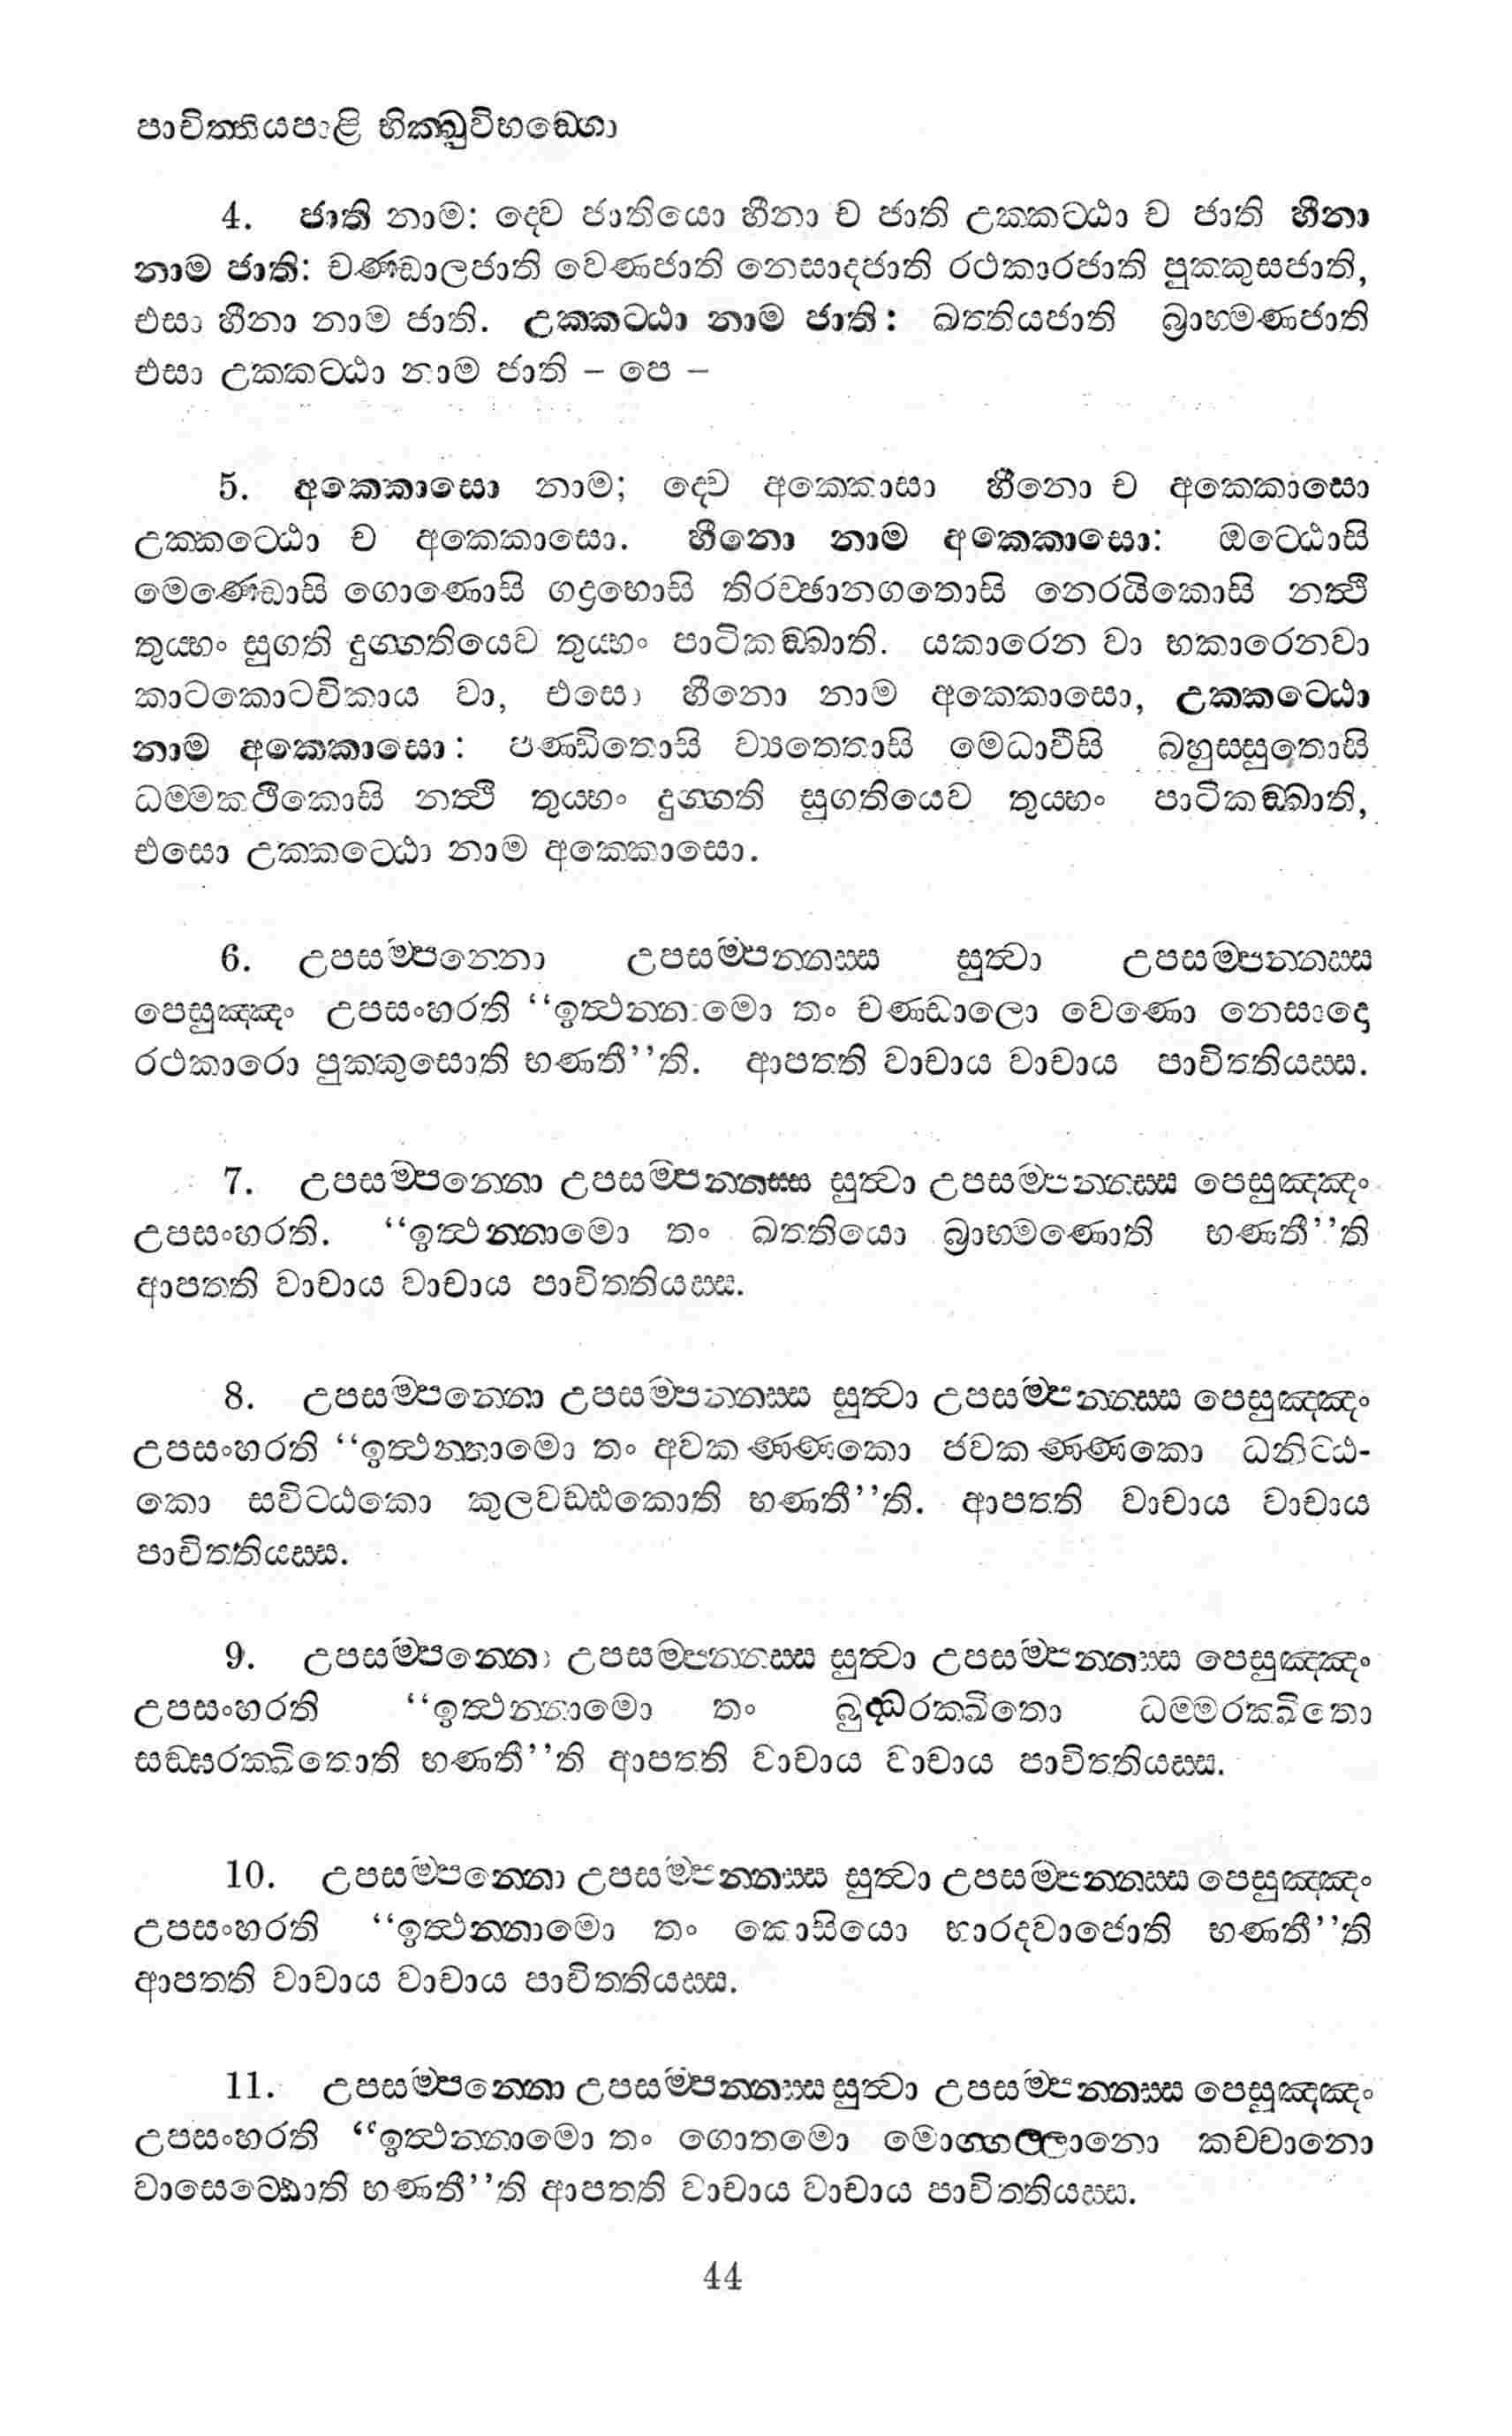 පාචිත්තියපාළි භික්ඛුවිභඞ්ගො
4. ජාති නාම: ද්වෙ ජාතියො හීනා ච ජාති උක්කට්ඨා ච ජාති හීනා
නාම ජාති: චණ්ඩාලජාති වෙණජාති නෙසාදජාති රථකාරජාති පුක්කුසජාති,
එසා හීනා නාම ජාති. උක්කට්ඨා නාම ජාති: ඛත්තියජාති බ්‍රාහ්මණජාති
එසා උක්කට්ඨා නාම ජාති – පෙ –
5. අක්කොසො නාම; ද්වෙ අක්කොසා හීනො ච අක්කොසො
උක්කට්ඨො ච අක්කොසො. හීනො නාම අක්කොසො: ඔට්ඨොසි
මෙණ්ඩොසි ගොණොසි ගද්‍රභොසි තිරච්ඡානගතොසි නෙරයිකොසි නත්ථි
තුය්හං සුගති දුග්ගතියෙව තුය්හං පාටිකඞ්ඛාති. යකාරෙන වා භකාරෙනවා
කාටකොටචිකාය වා, එසො හීනො නාම අක්කොසො, උක්කට්ඨො
නාම අක්කොසො: පණ්ඩිතොසි ව්‍යත්තොසි මෙධාවීසි බහුස්සුතොසි
ධම්මකථිකොසි නත්ථි තුය්හං දුග්ගති සුගතියෙව තුය්හං පාටිකඞ්ඛාති,
එසො උක්කට්ඨො නාම අක්කොසො.
6. උපසම්පන්නො උපසම්පන්නස්ස සුත්වා උපසම්පන්නස්ස
පෙසුඤ්ඤං උපසංහරති “ඉත්ථන්නාමො තං චණ්ඩාලො වෙණො නෙසාදො
රථකාරො පුක්කුසොති භණතී”ති. ආපත්ති වාචාය වාචාය පාචිත්තියස්ස.
7. උපසම්පන්නො උපසම්පන්නස්ස සුත්වා උපසම්පන්නස්ස පෙසුඤ්ඤං
උපසංහරති. “ඉත්ථන්නාමො තං ඛත්තියො බ්‍රාහ්මණොති භණතී”ති
ආපත්ති වාචාය වාචාය පාචිත්තියස්ස.
8. උපසම්පන්නො උපසම්පන්නස්ස සුත්වා උපසම්පන්නස්ස පෙසුඤ්ඤං
උපසංහරති “ඉත්ථන්නාමො තං අවකණ්ණකො ජවකණ්ණකො ධනිට්ඨ-
කො සවිට්ඨකො කුලවඩ්ඪකොති භණතී”ති. ආපත්ති වාචාය වාචාය
පාචිත්තියස්ස.
9. උපසම්පන්නො උපසම්පන්නස්ස සුත්වා උපසම්පන්නස්ස පෙසුඤ්ඤං
උපසංහරති “ඉත්ථන්නාමො තං බුද්ධරක්ඛිතො ධම්මරක්ඛිතො
සඞ්ඝරක්ඛිතොති භණතී”ති ආපත්ති වාචාය වාචාය පාචිත්තියස්ස.
10. උපසම්පන්නො උපසම්පන්නස්ස සුත්වා උපසම්පන්නස්ස පෙසුඤ්ඤං
උපසංහරති “ඉත්ථන්නාමො තං කොසියො භාරද්වාජොති භණතී”ති
ආපත්ති වාචාය වාචාය පාචිත්තියස්ස.
11. උපසම්පන්නො උපසම්පන්නස්ස සුත්වා උපසම්පන්නස්ස පෙසුඤ්ඤං
උපසංහරති “ඉත්ථන්නාමො තං ගොතමො මොග්ගල්ලානො කච්චානො
වාසෙට්ඨොති භණතී”ති ආපත්ති වාචාය වාචාය පාචිත්තියස්ස.
44